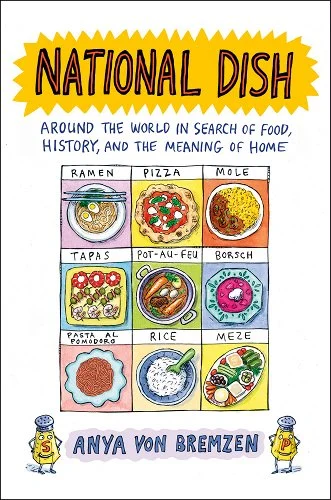 NATIONAL DISH
AROUND THE WORLD IN SEARCH OF FOOD,
HISTORY, AND THE MEANING OF HOME
RAMEN PIZZA MOLE
TAPAS POT-AU-FEU BORSCH
PASTA AL
POMODORO RICE MEZE
S P
ANYA VON BREMZEN